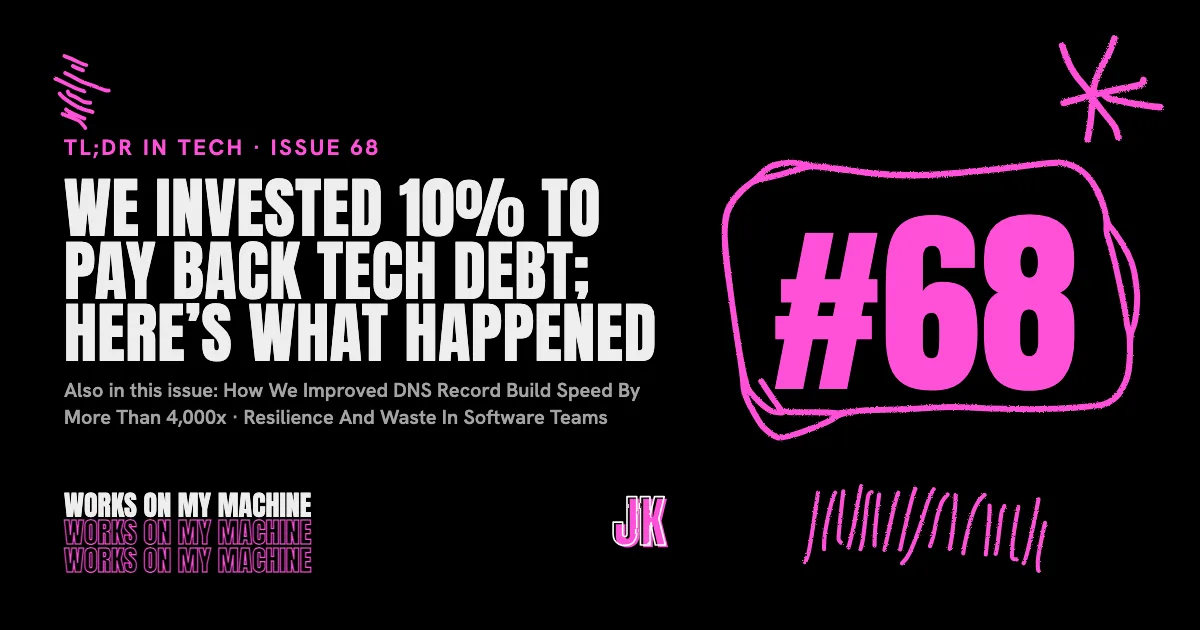 TL;DR IN TECH · ISSUE 68
WE INVESTED 10% TO
PAY BACK TECH DEBT;
HERE'S WHAT HAPPENED
Also in this issue: How We Improved DNS Record Build Speed By
More Than 4,000x · Resilience And Waste In Software Teams
#68
WORKS ON MY MACHINE
WORKS ON MY MACHINE
WORKS ON MY MACHINE
JK